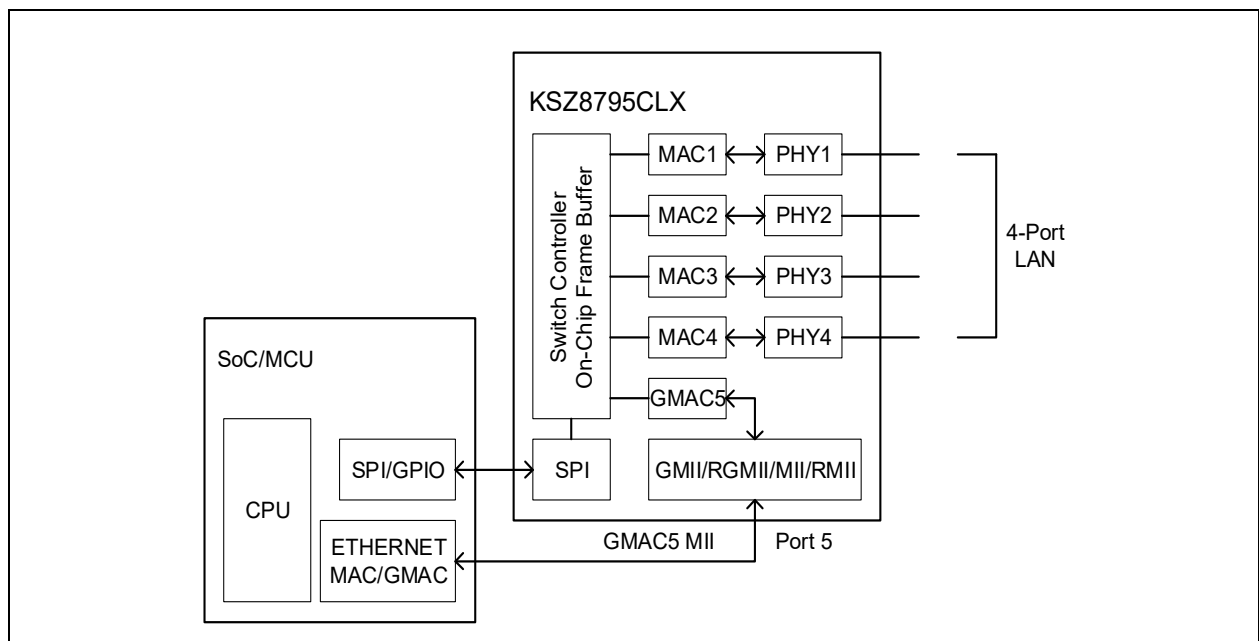 KSZ8795CLX
Switch Controller
On-Chip Frame Buffer
MAC1
PHY1
MAC2
PHY2
MAC3
PHY3
MAC4
PHY4
4-Port
LAN
GMAC5
SPI
GMII/RGMII/MII/RMII
SoC/MCU
CPU
SPI/GPIO
ETHERNET
MAC/GMAC
GMAC5 MII
Port 5